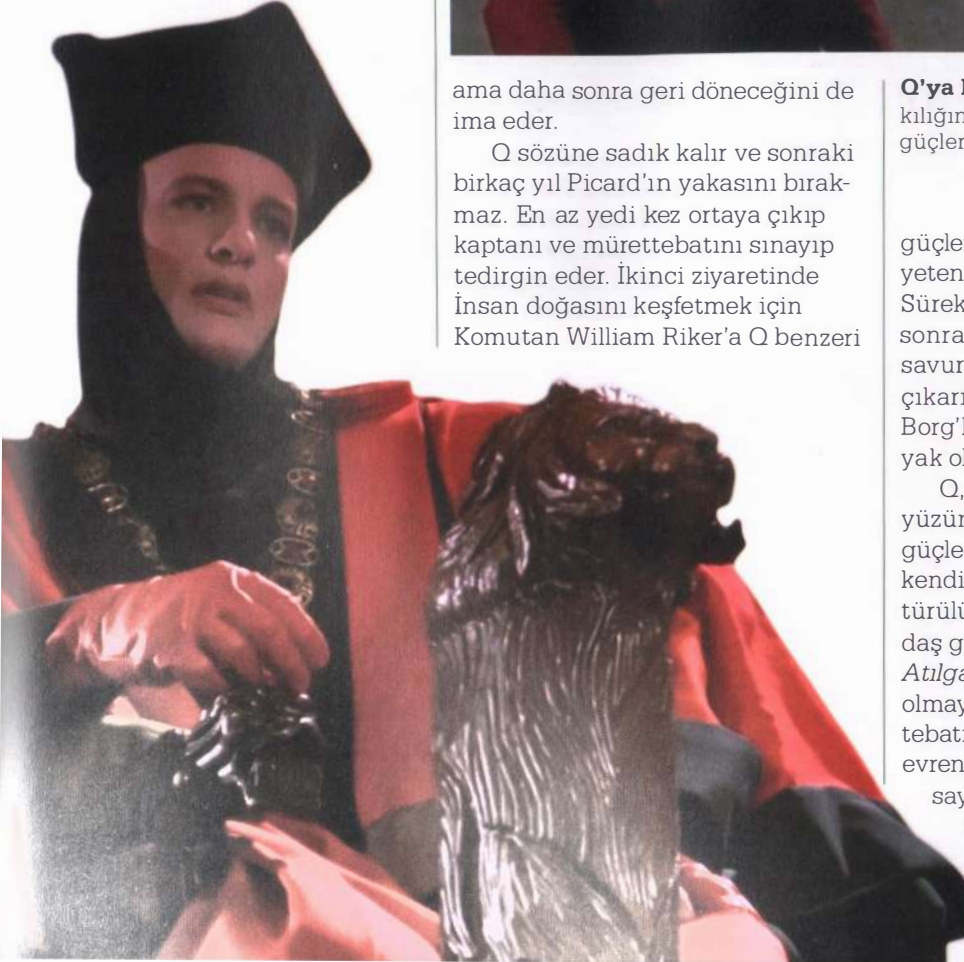 ama daha sonra geri döneceğini de
ima eder.
Q sözüne sadık kalır ve sonraki
birkaç yıl Picard'ın yakasını bırak-
maz. En az yedi kez ortaya çıkıp
kaptanı ve mürettebatını sınayıp
tedirgin eder. İkinci ziyaretinde
İnsan doğasını keşfetmek için
Komutan William Riker'a Q benzeri
Q'ya
kılığın
güçler
güçle
yeten
Sürek
sonra
savur
çıkarı
Borg'l
yak ol
Q,
yüzün
güçle
kendi
türülü
daş g
Atılga
olmay
tebatı
evren
say